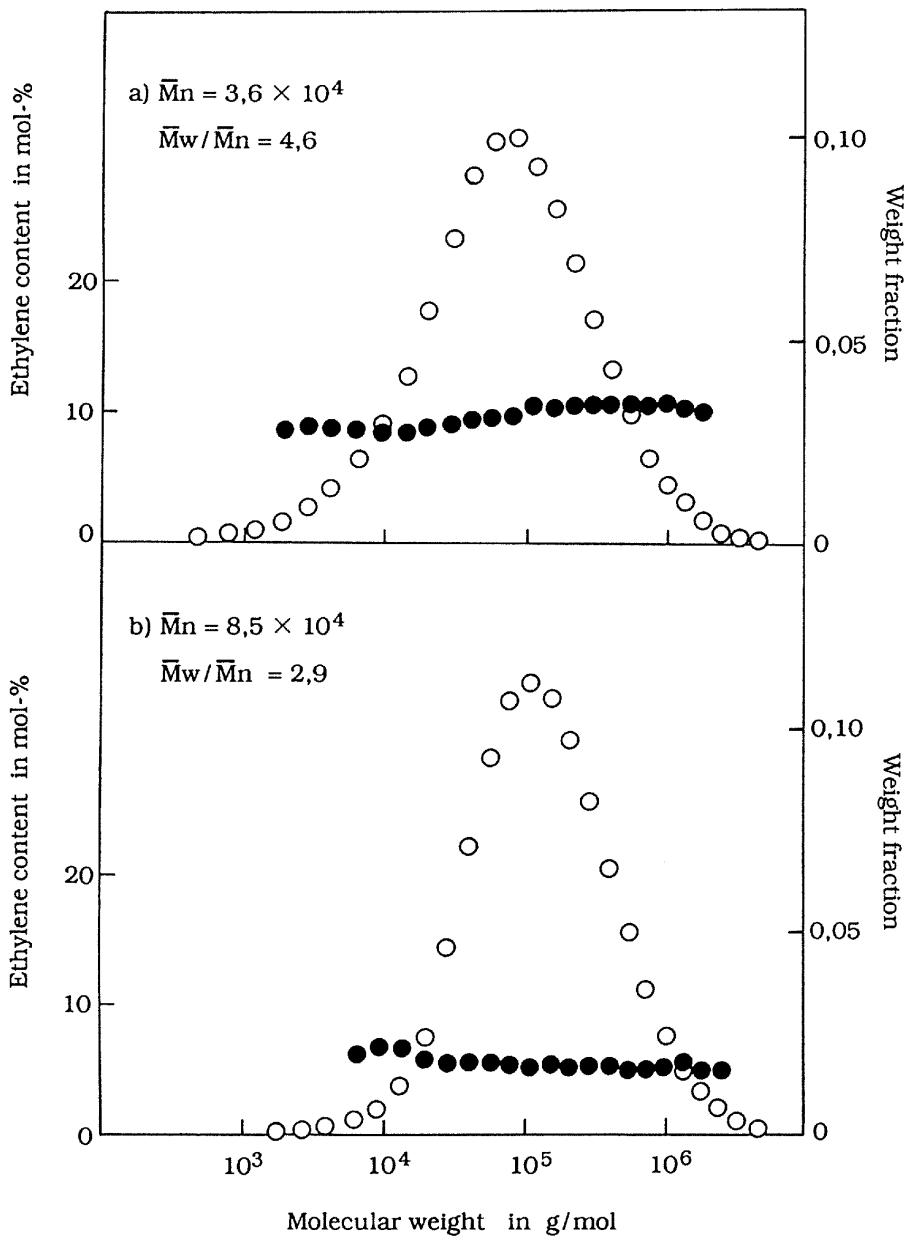 a) M̅n = 3,6 × 10⁴
M̅w/M̅n = 4,6
Ethylene content in mol-%
20
10
0
0,10
0,05
0
Weight fraction
b) M̅n = 8,5 × 10⁴
M̅w/M̅n = 2,9
Ethylene content in mol-%
20
10
0
0,10
0,05
0
Weight fraction
10³ 10⁴ 10⁵ 10⁶
Molecular weight in g/mol